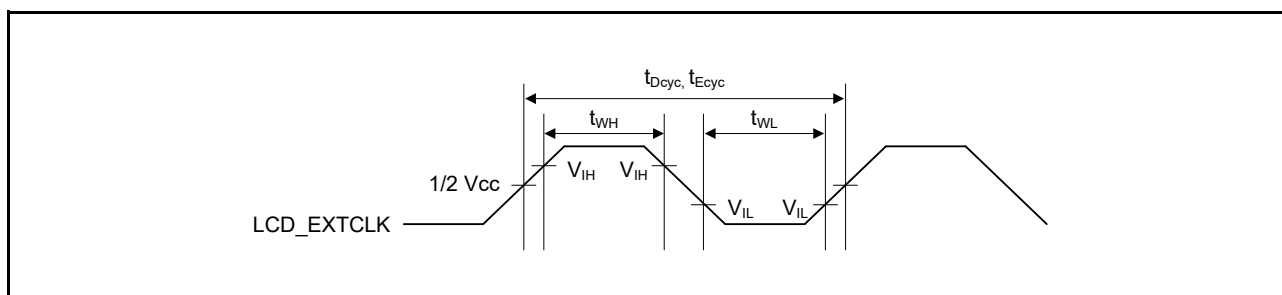 tDcyc, tEcyc
tWH
tWL
VIH
VIH
1/2 Vcc
VIL
VIL
LCD_EXTCLK